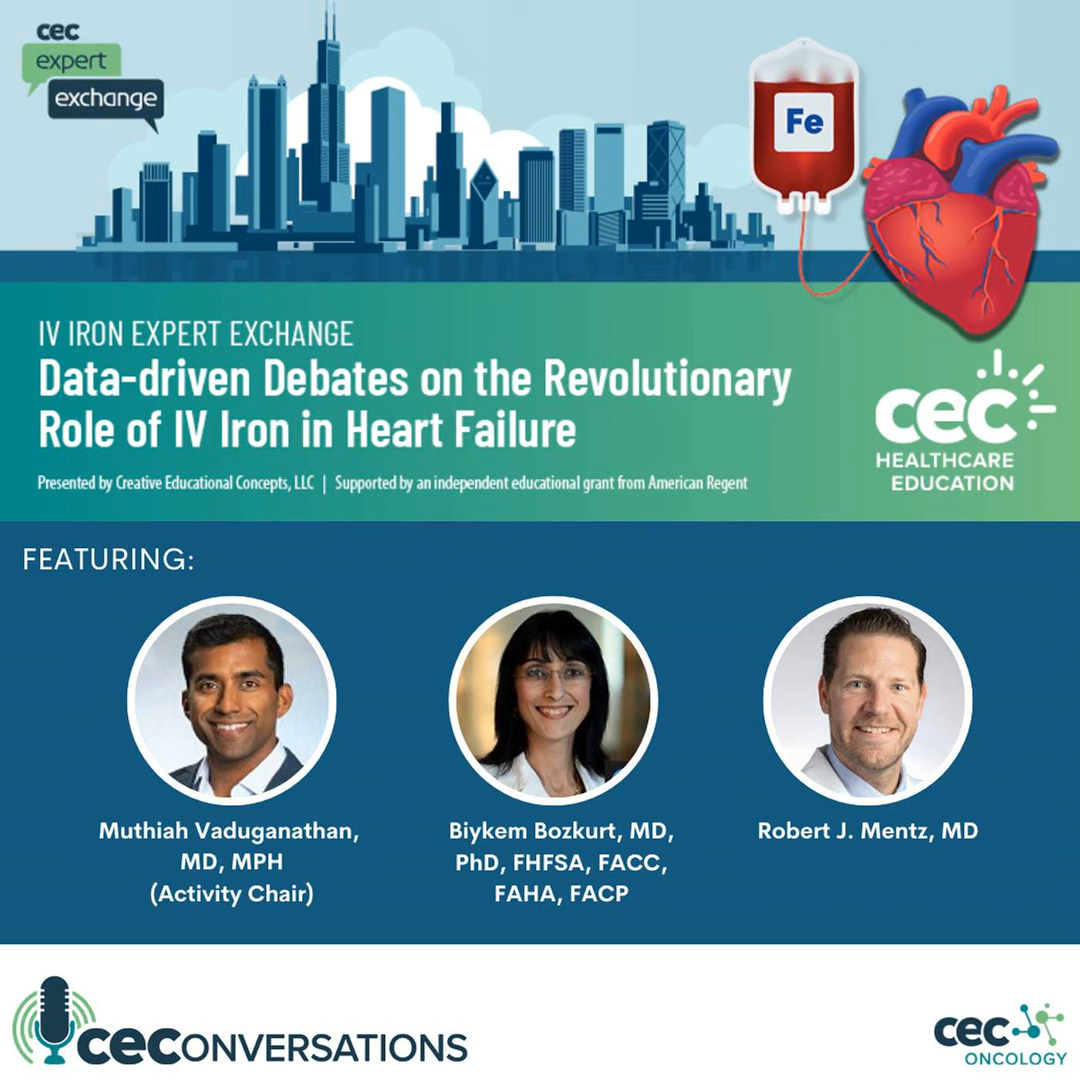 cec
expert
exchange
Fe
IV IRON EXPERT EXCHANGE
Data-driven Debates on the Revolutionary
Role of IV Iron in Heart Failure
Presented by Creative Educational Concepts, LLC | Supported by an independent educational grant from American Regent
cec
HEALTHCARE
EDUCATION
FEATURING:
Muthiah Vaduganathan,
MD, MPH
(Activity Chair)
Biykem Bozkurt, MD,
PhD, FHFSA, FACC,
FAHA, FACP
Robert J. Mentz, MD
cecONVERSATIONS
cec
ONCOLOGY